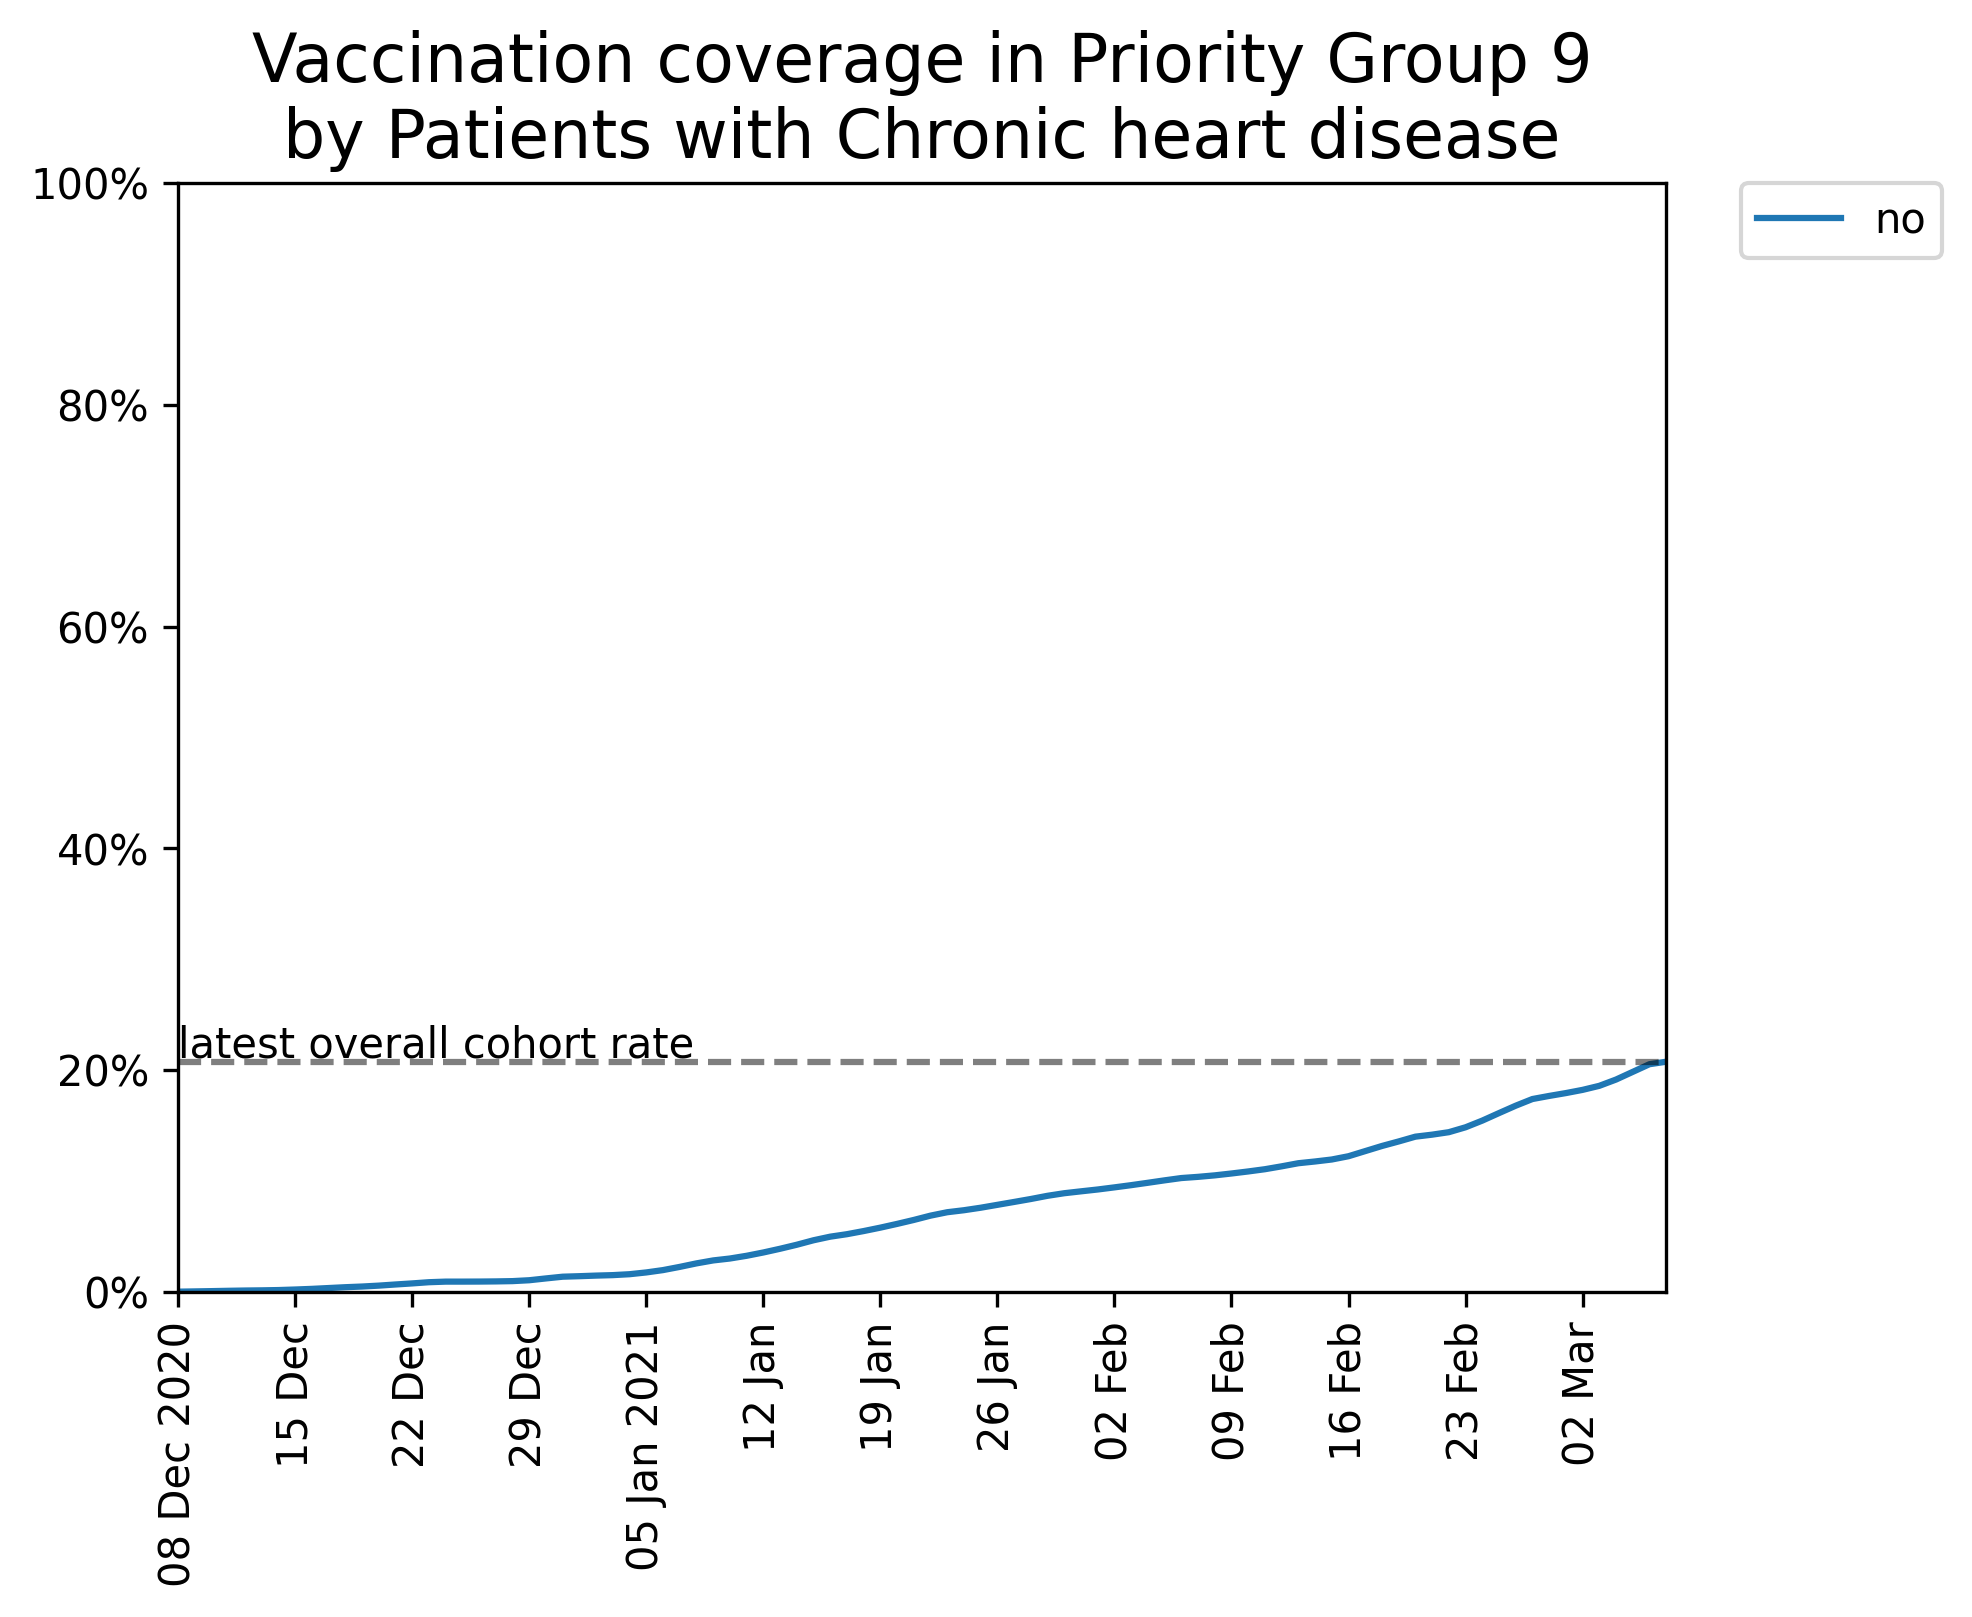 Vaccination coverage in Priority Group 9
by Patients with Chronic heart disease
100%
80%
60%
40%
20%
0%
latest overall cohort rate
no
08 Dec 2020
15 Dec
22 Dec
29 Dec
05 Jan 2021
12 Jan
19 Jan
26 Jan
02 Feb
09 Feb
16 Feb
23 Feb
02 Mar